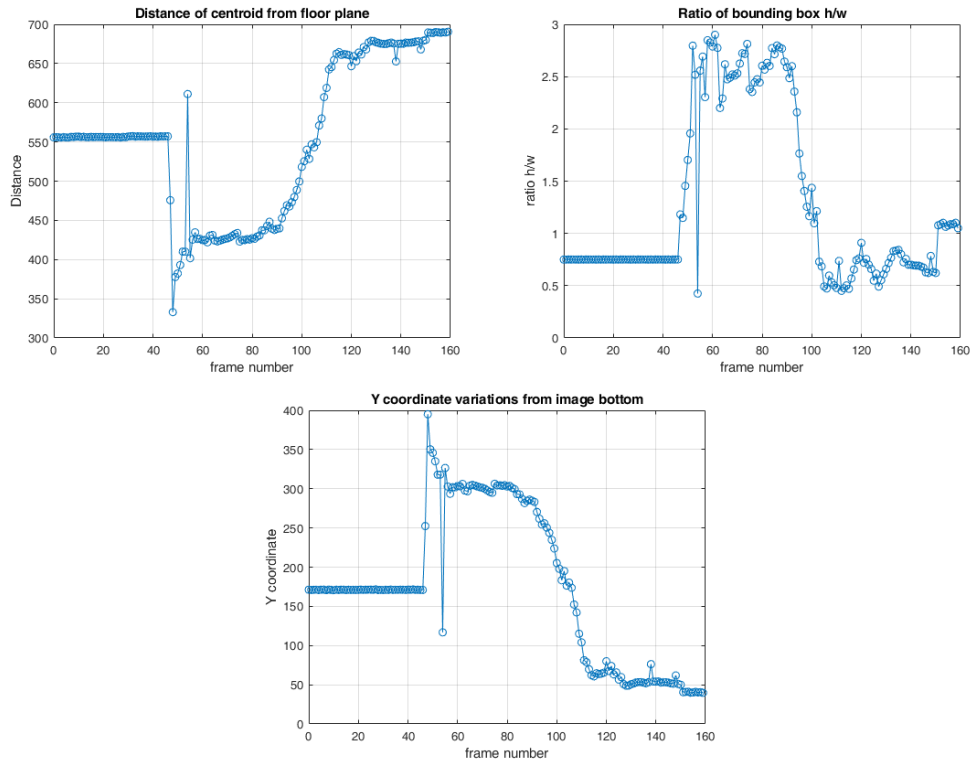 Distance of centroid from floor plane
700
650
600
550
500
450
400
350
300
Distance
0 20 40 60 80 100 120 140 160
frame number
Ratio of bounding box h/w
3
2.5
2
1.5
1
0.5
0
ratio h/w
0 20 40 60 80 100 120 140 160
frame number
Y coordinate variations from image bottom
400
350
300
250
200
150
100
50
0
Y coordinate
0 20 40 60 80 100 120 140 160
frame number